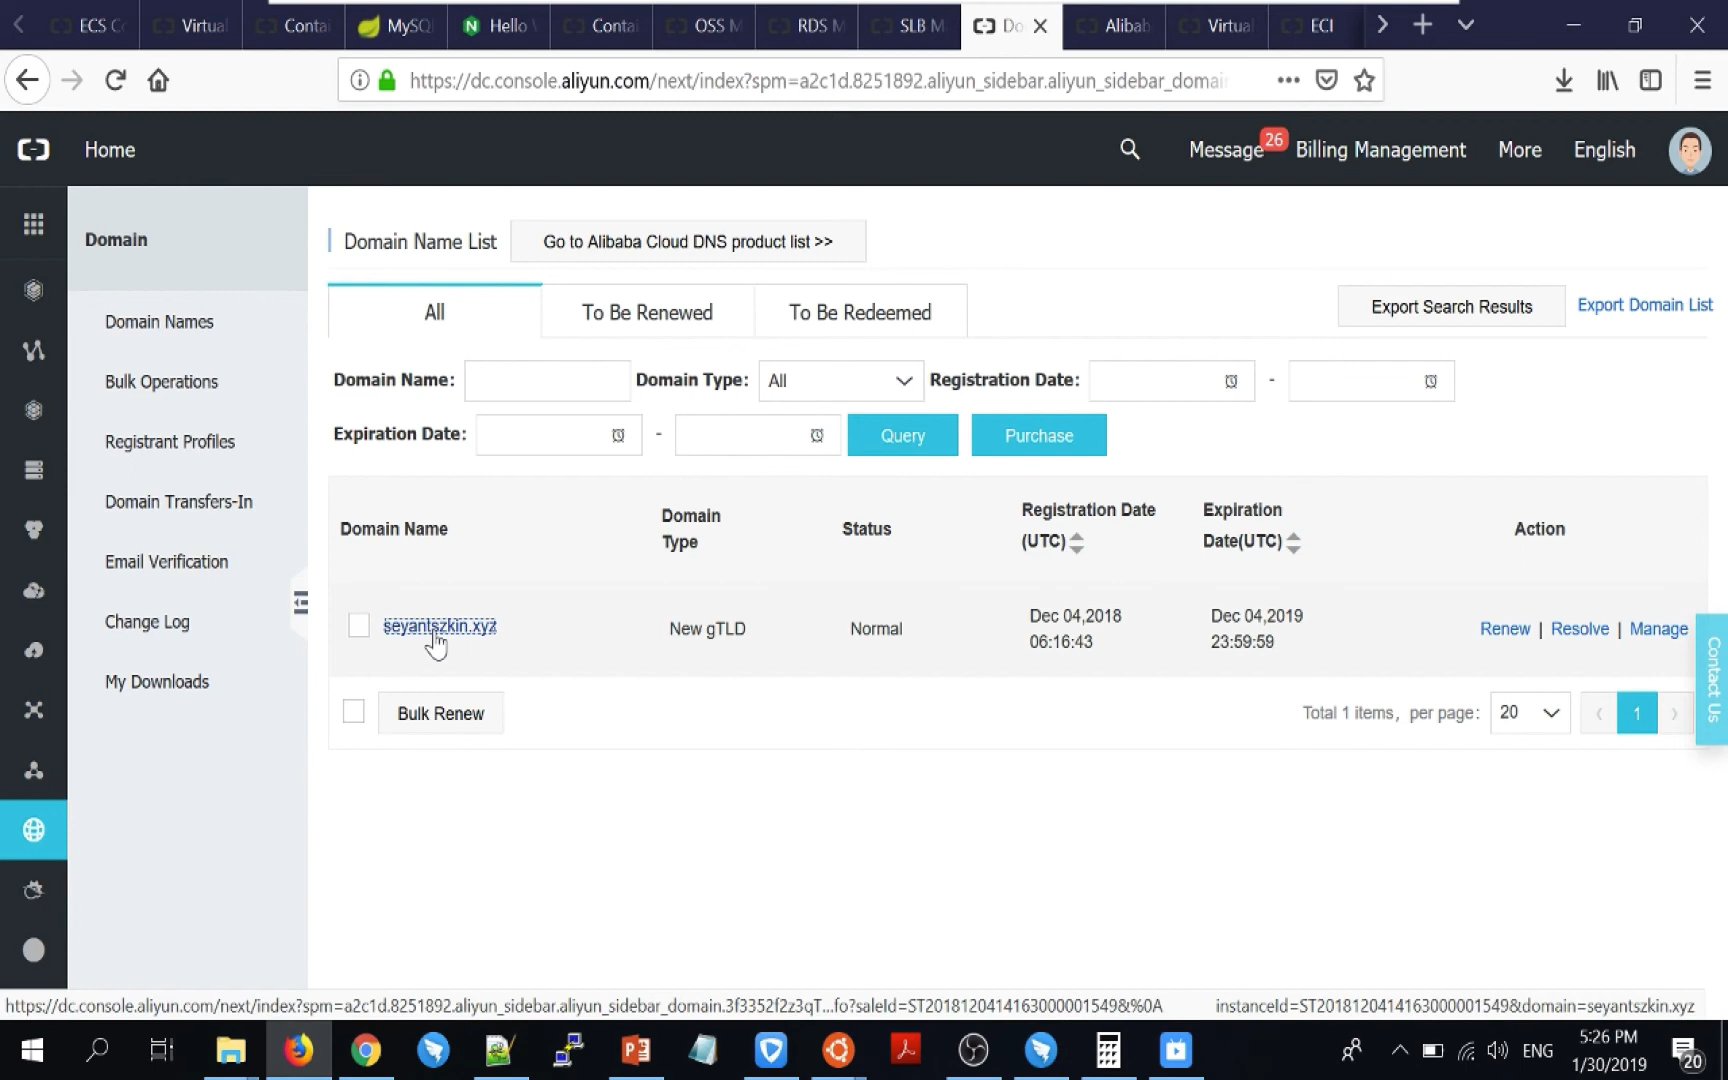 ECS C
Virtual
Contai
MySQ
Hello
Contai
OSS M
RDS M
SLB M
Do
Alibab
Virtual
ECI
https://dc.console.aliyun.com/next/index?spm=a2c1d.8251892.aliyun_sidebar.aliyun_sidebar_domai
Home
Message
26
Billing Management
More
English
Domain
Domain Names
Bulk Operations
Registrant Profiles
Domain Transfers-In
Email Verification
Change Log
My Downloads
Domain Name List
Go to Alibaba Cloud DNS product list >>
All
To Be Renewed
To Be Redeemed
Export Search Results
Export Domain List
Domain Name:
Domain Type:
All
Registration Date:
-
Expiration Date:
-
Query
Purchase
Domain Name
Domain
Type
Status
Registration Date
(UTC)
Expiration
Date(UTC)
Action
seyantszkin.xyz
New gTLD
Normal
Dec 04,2018
06:16:43
Dec 04,2019
23:59:59
Renew | Resolve | Manage
Bulk Renew
Total 1 items, per page:
20
1
Contact Us
https://dc.console.aliyun.com/next/index?spm=a2c1d.8251892.aliyun_sidebar.aliyun_sidebar_domain.3f3352f2z3qT...fo?saleId=ST20181204141630000001549&%0A instanceId=ST20181204141630000001549&domain=seyantszkin.xyz
ENG
5:26 PM
1/30/2019
20